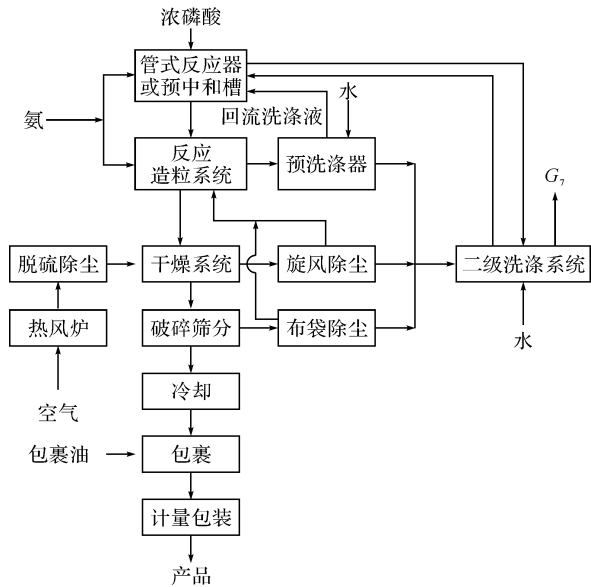 浓磷酸
管式反应器
或预中和槽
氨
回流洗涤液
水
反应
造粒系统
预洗涤器
G₇
脱硫除尘
干燥系统
旋风除尘
二级洗涤系统
热风炉
破碎筛分
布袋除尘
水
冷却
空气
包裹油
包裹
计量包装
产品